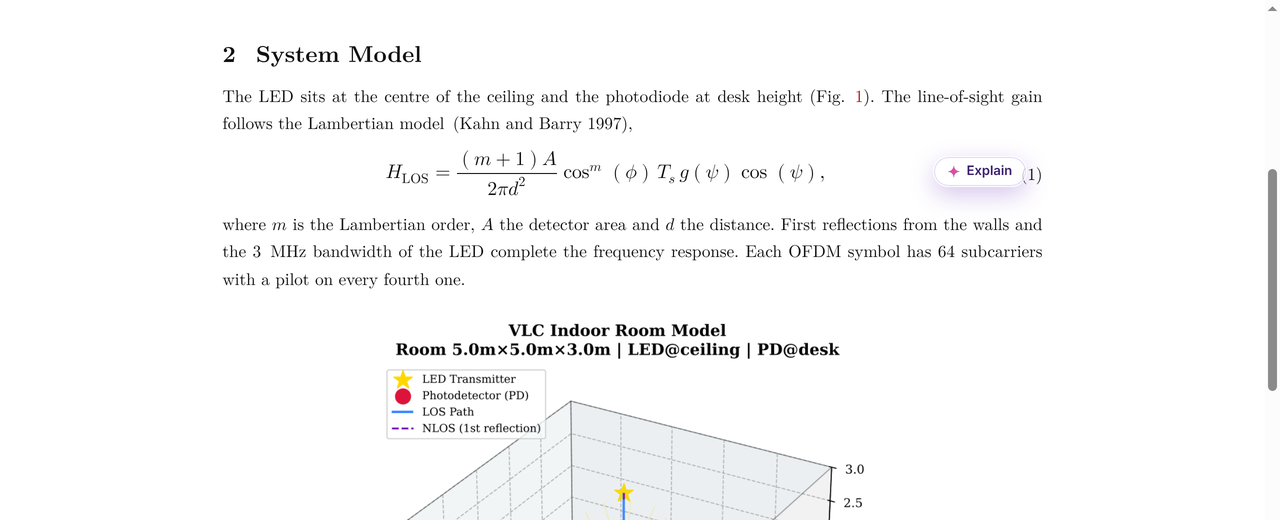 2 System Model
The LED sits at the centre of the ceiling and the photodiode at desk height (Fig. 1). The line-of-sight gain
follows the Lambertian model (Kahn and Barry 1997),
H_LOS = ( m + 1 ) A / 2πd² cos^m ( ϕ ) T_s g ( ψ ) cos ( ψ ) ,
Explain
1)
where m is the Lambertian order, A the detector area and d the distance. First reflections from the walls and
the 3 MHz bandwidth of the LED complete the frequency response. Each OFDM symbol has 64 subcarriers
with a pilot on every fourth one.
VLC Indoor Room Model
Room 5.0m×5.0m×3.0m | LED@ceiling | PD@desk
LED Transmitter
Photodetector (PD)
LOS Path
NLOS (1st reflection)
3.0
2.5